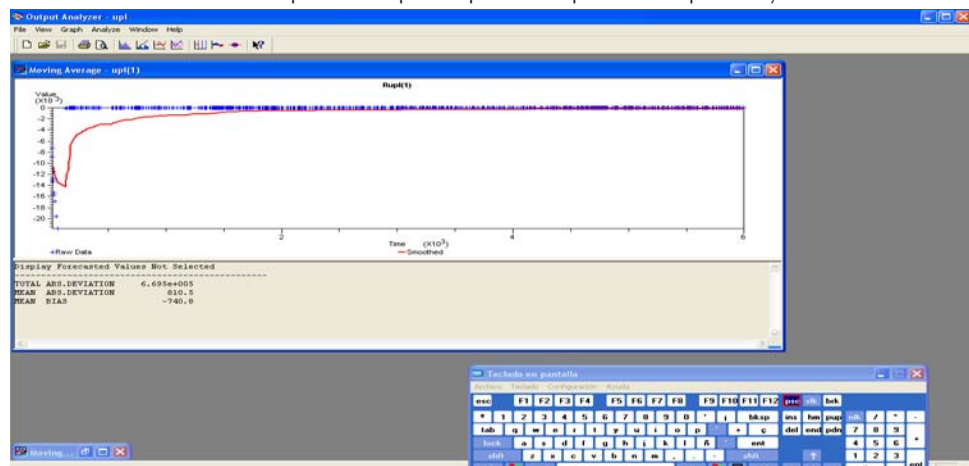 Output Analyzer - upl
File View Graph Analyze Window Help
Moving Average - upl(1)
Rupl(1)
Value
(X10 3)
0
-2
-4
-6
-8
-10
-12
-14
-16
-18
-20
2
4
6
Time (X103)
+Raw Data
Smoothed
Display Forecasted Values Not Selected
TOTAL ABS.DEVIATION 6.695e+005
MEAN ABS.DEVIATION 810.5
MEAN BIAS -740.8
Teclado en pantalla
Archivo Teclado Configuración Ayuda
esc F1 F2 F3 F4 F5 F6 F7 F8 F9 F10 F11 F12 psc slk brk
1 2 3 4 5 6 7 8 9 0 ' ¡ bksp ins hm pup nlk / * -
tab q w e r t y u i o p ` + ç del end pdn 7 8 9
lock a s d f g h j k l ñ ent 4 5 6 +
shft z x c v b n m , . - shft 1 2 3
ent
Moving...